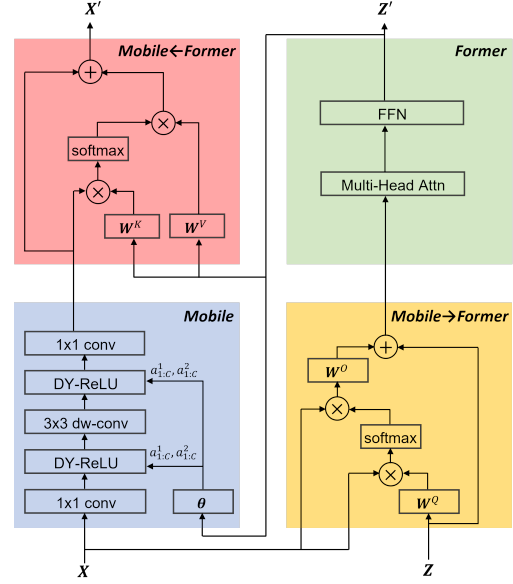 X′
Z′
Mobile←Former
Former
+
×
FFN
softmax
×
Multi-Head Attn
W^K
W^V
Mobile
Mobile→Former
1x1 conv
+
a^1_{1:C}, a^2_{1:C}
W^O
DY-ReLU
×
3x3 dw-conv
softmax
a^1_{1:C}, a^2_{1:C}
DY-ReLU
×
1x1 conv
θ
W^Q
X
Z